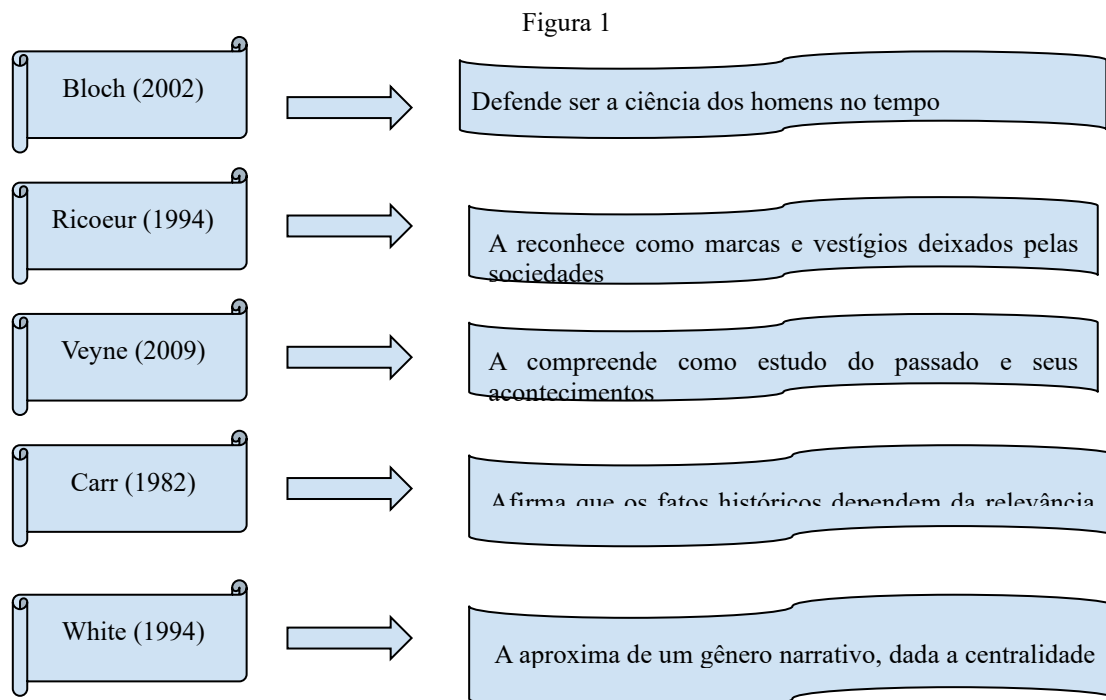 Figura 1
Bloch (2002)
Defende ser a ciência dos homens no tempo
Ricoeur (1994)
A reconhece como marcas e vestígios deixados pelas
sociedades
Veyne (2009)
A compreende como estudo do passado e seus
acontecimentos
Carr (1982)
Afirma que os fatos históricos dependem da relevância
White (1994)
A aproxima de um gênero narrativo, dada a centralidade